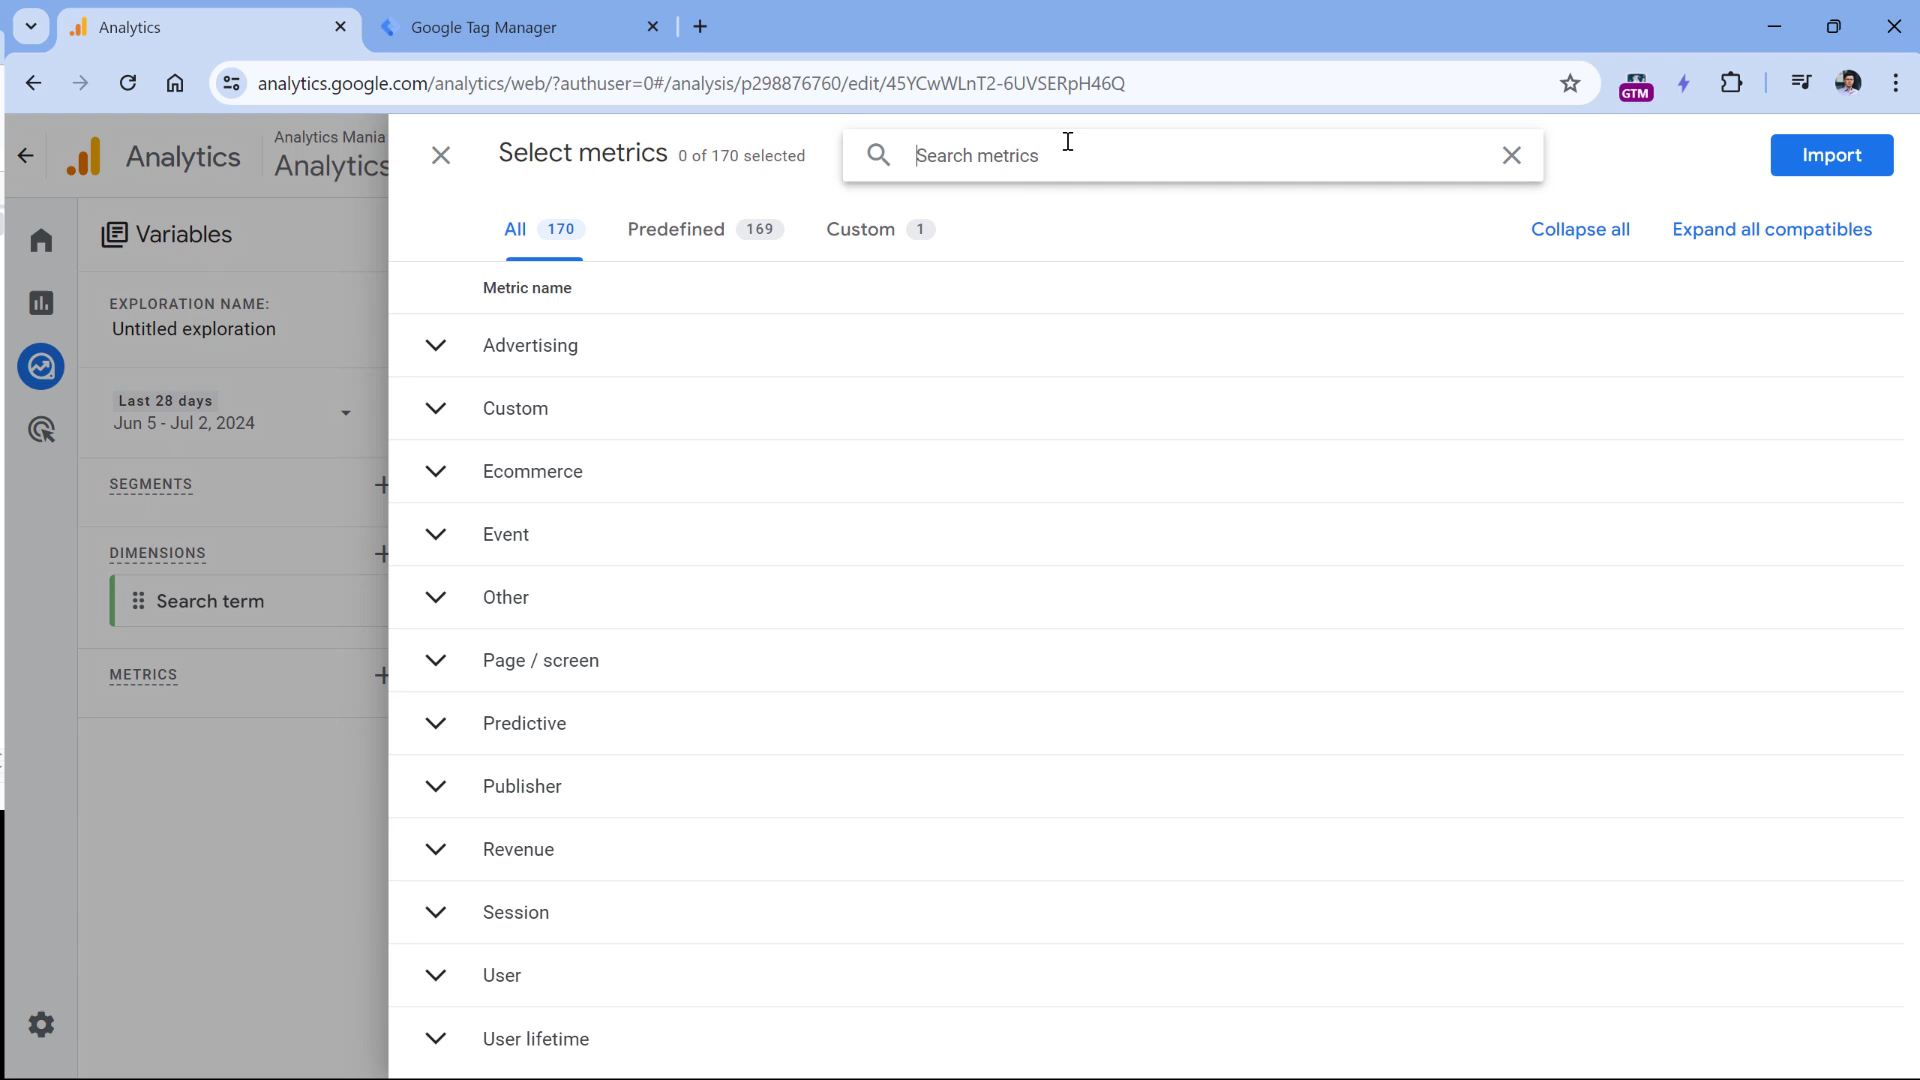 Analytics
Google Tag Manager
analytics.google.com/analytics/web/?authuser=0#/analysis/p298876760/edit/45YCwWLnT2-6UVSERpH46Q
GTM
Analytics
Analytics Mania
Analytics
Select metrics 0 of 170 selected
Search metrics
Import
Variables
All 170
Predefined 169
Custom 1
Collapse all
Expand all compatibles
EXPLORATION NAME:
Untitled exploration
Last 28 days
Jun 5 - Jul 2, 2024
SEGMENTS
DIMENSIONS
Search term
METRICS
Metric name
Advertising
Custom
Ecommerce
Event
Other
Page / screen
Predictive
Publisher
Revenue
Session
User
User lifetime